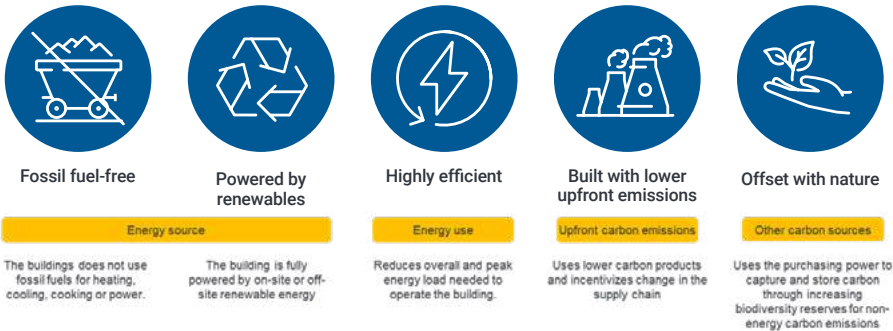 Fossil fuel-free
Powered by
renewables
Highly efficient
Built with lower
upfront emissions
Offset with nature
Energy source
Energy use
Upfront carbon emissions
Other carbon sources
The buildings does not use
fossil fuels for heating,
cooling, cooking or power.
The building is fully
powered by on-site or off-
site renewable energy
Reduces overall and peak
energy load needed to
operate the building.
Uses lower carbon products
and incentivizes change in the
supply chain
Uses the purchasing power to
capture and store carbon
through increasing
biodiversity reserves for non-
energy carbon emissions